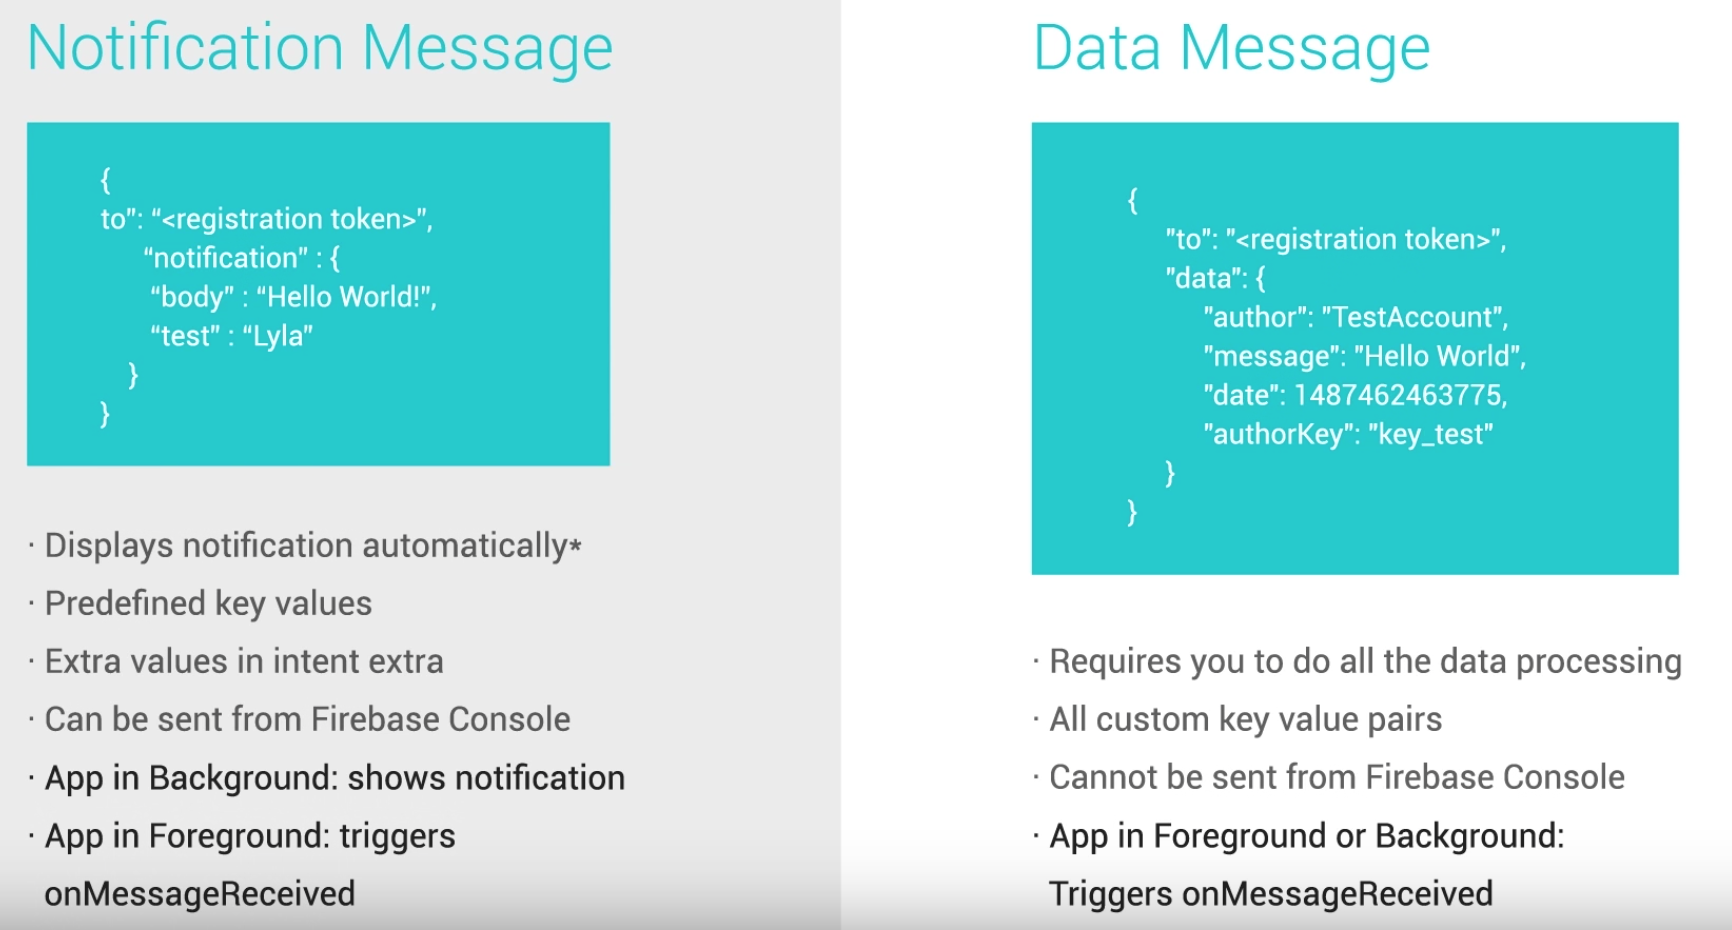 Notification Message
{
to": “<registration token>”,
“notification” : {
“body” : “Hello World!”,
“test” : “Lyla”
}
}
· Displays notification automatically*
· Predefined key values
· Extra values in intent extra
· Can be sent from Firebase Console
· App in Background: shows notification
· App in Foreground: triggers
onMessageReceived
Data Message
{
"to": "<registration token>",
"data": {
"author": "TestAccount",
"message": "Hello World",
"date": 1487462463775,
"authorKey": "key_test"
}
}
· Requires you to do all the data processing
· All custom key value pairs
· Cannot be sent from Firebase Console
· App in Foreground or Background:
Triggers onMessageReceived